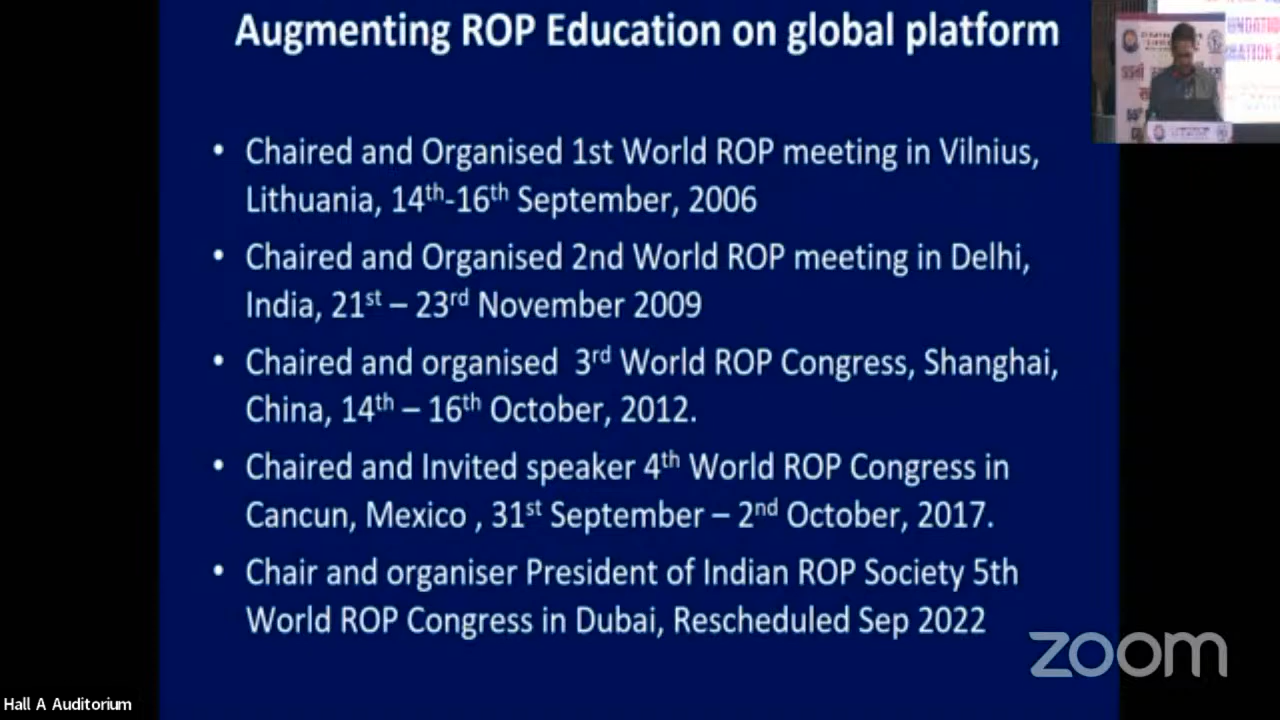 Augmenting ROP Education on global platform
• Chaired and Organised 1st World ROP meeting in Vilnius,
Lithuania, 14th-16th September, 2006
• Chaired and Organised 2nd World ROP meeting in Delhi,
India, 21st – 23rd November 2009
• Chaired and organised 3rd World ROP Congress, Shanghai,
China, 14th – 16th October, 2012.
• Chaired and Invited speaker 4th World ROP Congress in
Cancun, Mexico , 31st September – 2nd October, 2017.
• Chair and organiser President of Indian ROP Society 5th
World ROP Congress in Dubai, Rescheduled Sep 2022
zoom
Hall A Auditorium